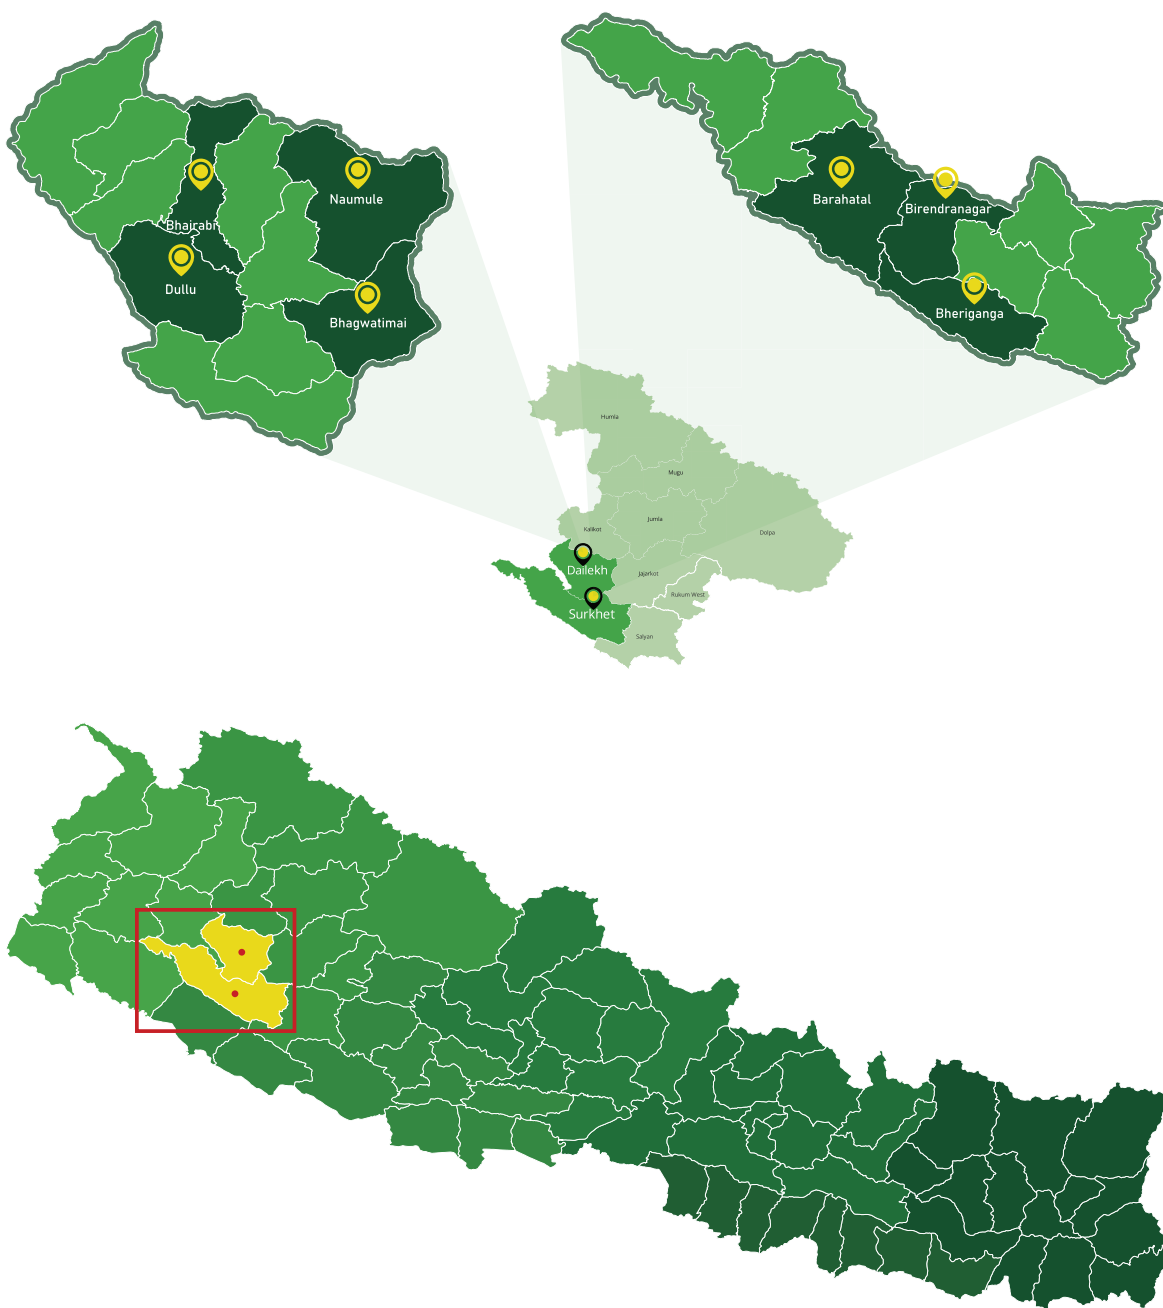 Naumule
Bhairabi
Dullu
Bhagwatimai
Barahatal
Birendranagar
Bheriganga
Humla
Mugu
Jumla
Kalikot
Dolpa
Dailekh
Jajarkot
Rukum West
Surkhet
Salyan